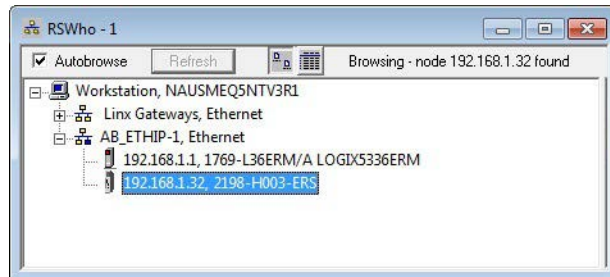 RSWho - 1
Autobrowse Refresh Browsing - node 192.168.1.32 found
Workstation, NAUSMEQ5NTV3R1
Linx Gateways, Ethernet
AB_ETHIP-1, Ethernet
192.168.1.1, 1769-L36ERM/A LOGIX5336ERM
192.168.1.32, 2198-H003-ERS